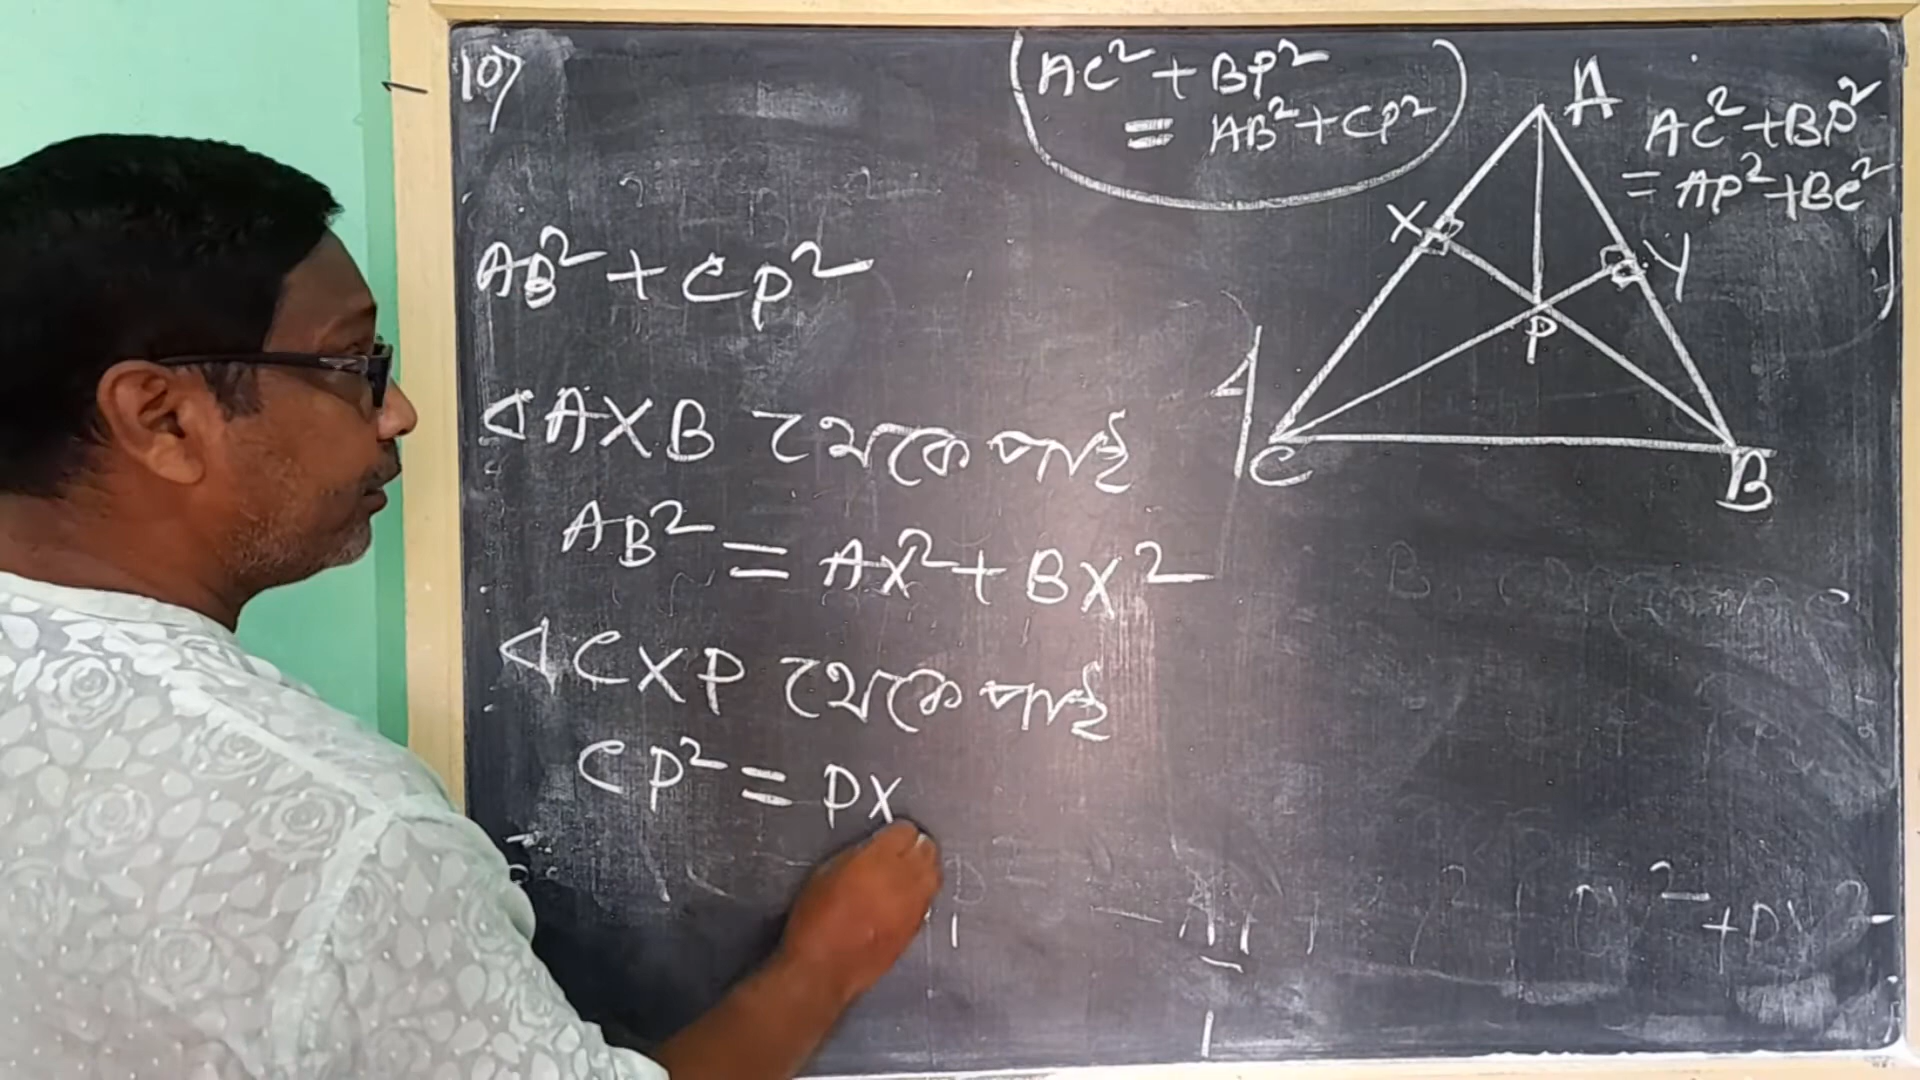 10)
AC² + BP²
= AB² + CP²
A
AC² + BP²
= AP² + BC²
X
Y
P
C
B
AB² + CP²
ᐊ AXB থেকে পাই
AB² = AX² + BX²
ᐊ CXP থেকে পাই
CP² = PX